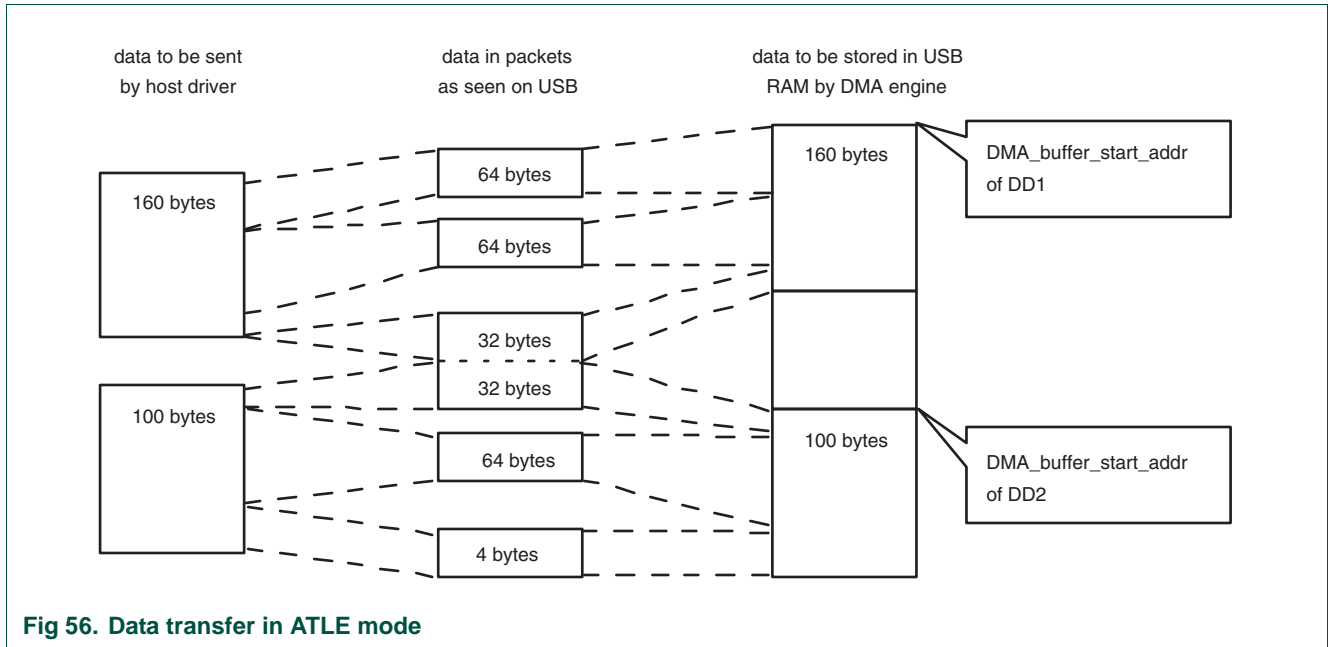 data to be sent
by host driver
data in packets
as seen on USB
data to be stored in USB
RAM by DMA engine
160 bytes
100 bytes
64 bytes
64 bytes
32 bytes
32 bytes
64 bytes
4 bytes
160 bytes
100 bytes
DMA_buffer_start_addr
of DD1
DMA_buffer_start_addr
of DD2
Fig 56. Data transfer in ATLE mode